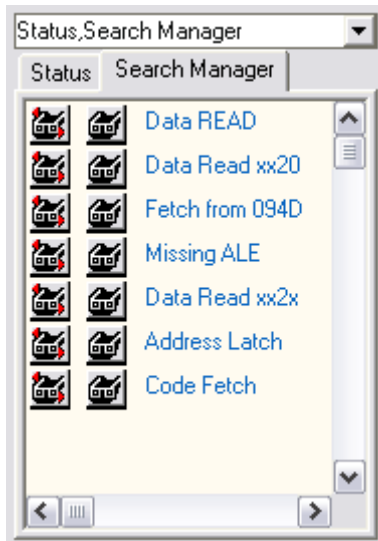 Status,Search Manager
Status Search Manager
Data READ
Data Read xx20
Fetch from 094D
Missing ALE
Data Read xx2x
Address Latch
Code Fetch